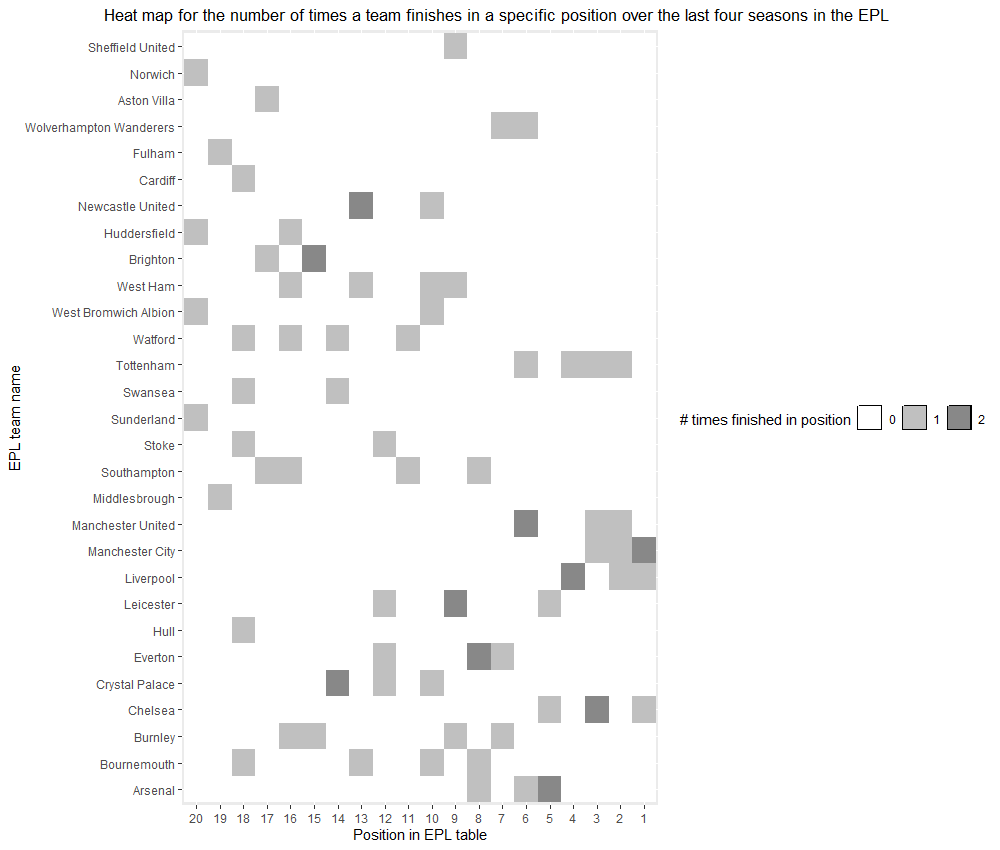 Heat map for the number of times a team finishes in a specific position over the last four seasons in the EPL
Sheffield United
Norwich
Aston Villa
Wolverhampton Wanderers
Fulham
Cardiff
Newcastle United
Huddersfield
Brighton
West Ham
West Bromwich Albion
Watford
Tottenham
Swansea
Sunderland
Stoke
Southampton
Middlesbrough
Manchester United
Manchester City
Liverpool
Leicester
Hull
Everton
Crystal Palace
Chelsea
Burnley
Bournemouth
Arsenal
EPL team name
20 19 18 17 16 15 14 13 12 11 10 9 8 7 6 5 4 3 2 1
Position in EPL table
# times finished in position 0 1 2